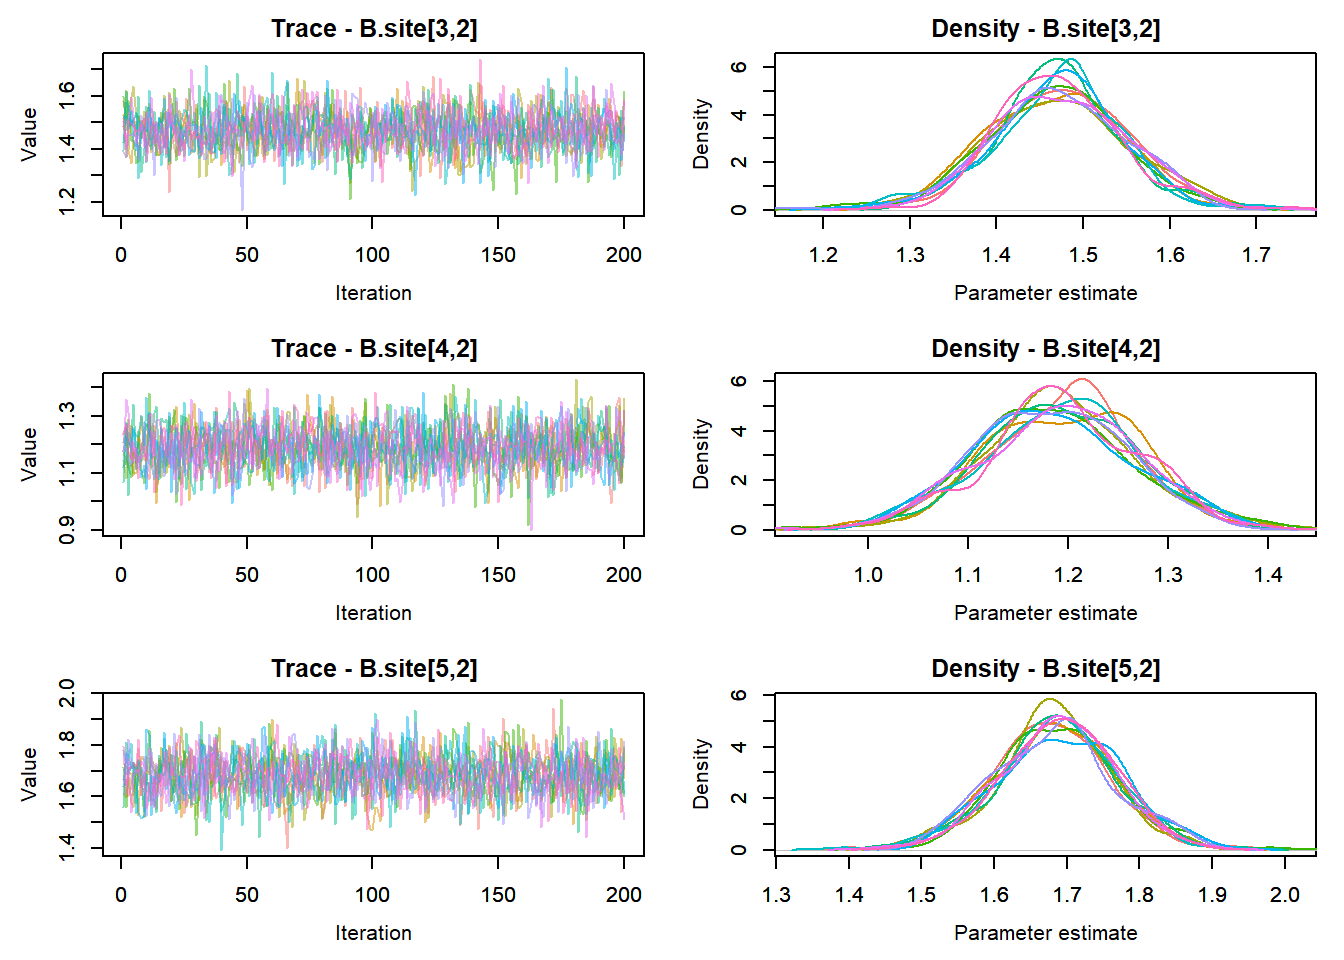 Trace - B.site[3,2]
Value
1.2 1.4 1.6
0 50 100 150 200
Iteration
Density - B.site[3,2]
Density
0 2 4 6
1.2 1.3 1.4 1.5 1.6 1.7
Parameter estimate
Trace - B.site[4,2]
Value
0.9 1.1 1.3
0 50 100 150 200
Iteration
Density - B.site[4,2]
Density
0 2 4 6
1.0 1.1 1.2 1.3 1.4
Parameter estimate
Trace - B.site[5,2]
Value
1.4 1.6 1.8 2.0
0 50 100 150 200
Iteration
Density - B.site[5,2]
Density
0 2 4 6
1.3 1.4 1.5 1.6 1.7 1.8 1.9 2.0
Parameter estimate